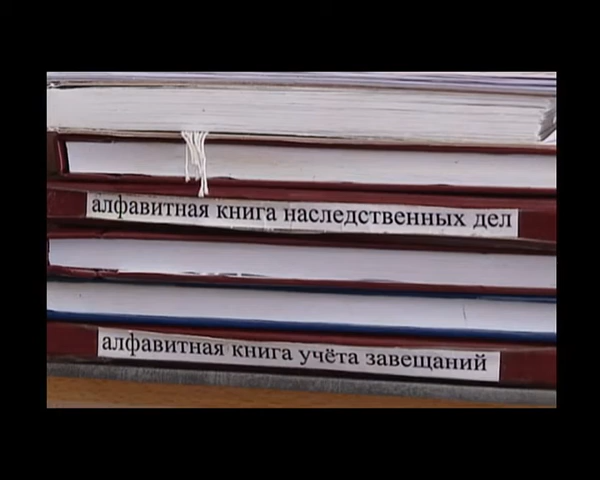 алфавитная книга наследственных дел
алфавитная книга учёта завещаний